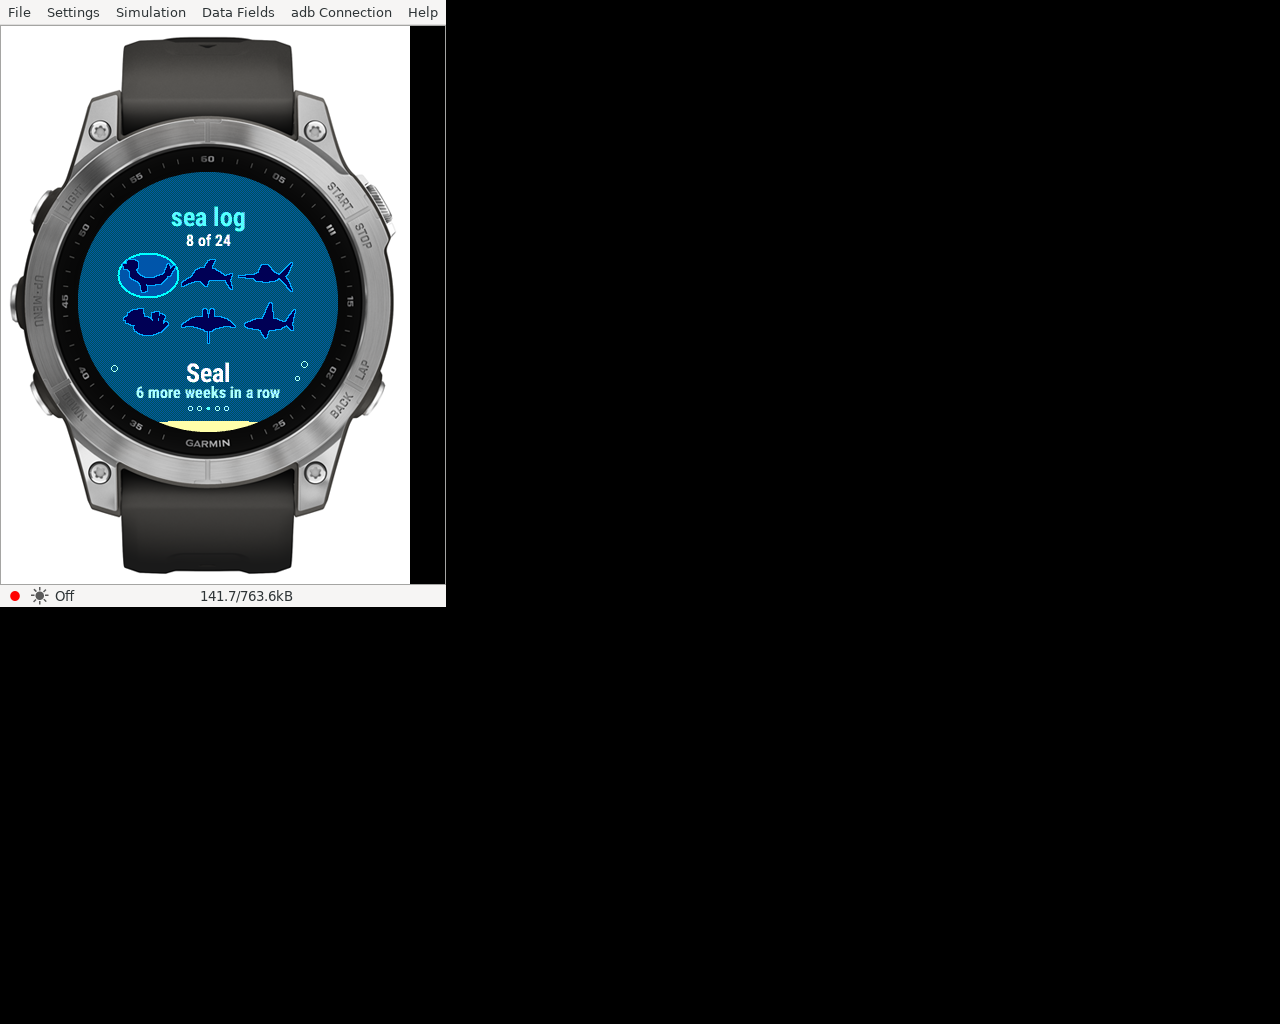 File Settings Simulation Data Fields adb Connection Help
60
55 05
LIGHT START
50 STOP
sea log
8 of 24
UP·MENU 45 15
Seal
6 more weeks in a row
40 20 LAP
DOWN BACK
35 25
GARMIN
Off 141.7/763.6kB